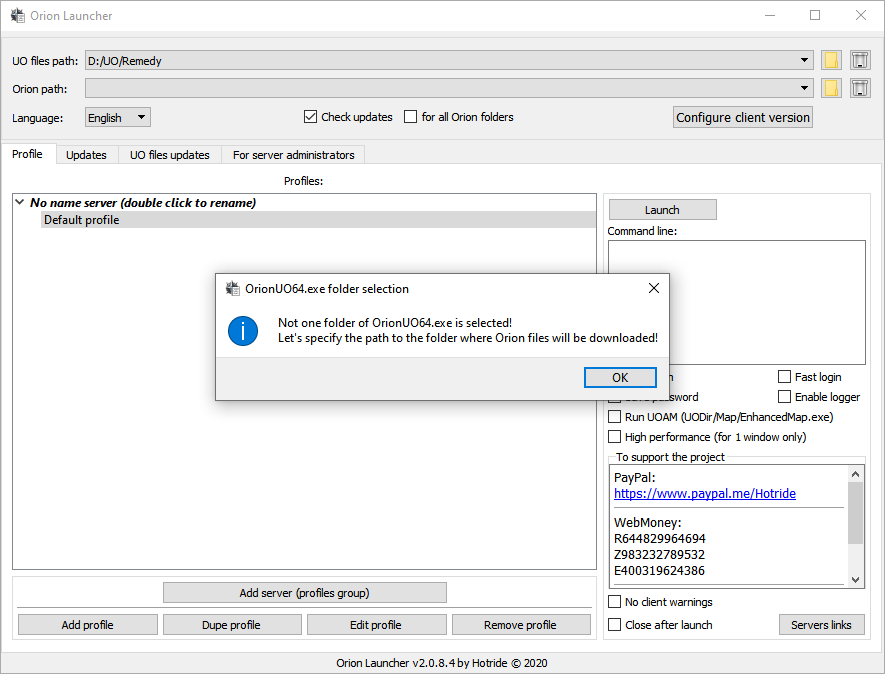 Orion Launcher
UO files path:
D:/UO/Remedy
Orion path:
Language:
English
Check updates
for all Orion folders
Configure client version
Profile
Updates
UO files updates
For server administrators
Profiles:
No name server (double click to rename)
Default profile
Launch
Command line:
OrionUO64.exe folder selection
Not one folder of OrionUO64.exe is selected!
Let's specify the path to the folder where Orion files will be downloaded!
OK
Fast login
Enable logger
Run UOAM (UODir/Map/EnhancedMap.exe)
High performance (for 1 window only)
To support the project
PayPal:
https://www.paypal.me/Hotride
WebMoney:
R644829964694
Z983232789532
E400319624386
Add server (profiles group)
No client warnings
Add profile
Dupe profile
Edit profile
Remove profile
Close after launch
Servers links
Orion Launcher v2.0.8.4 by Hotride © 2020